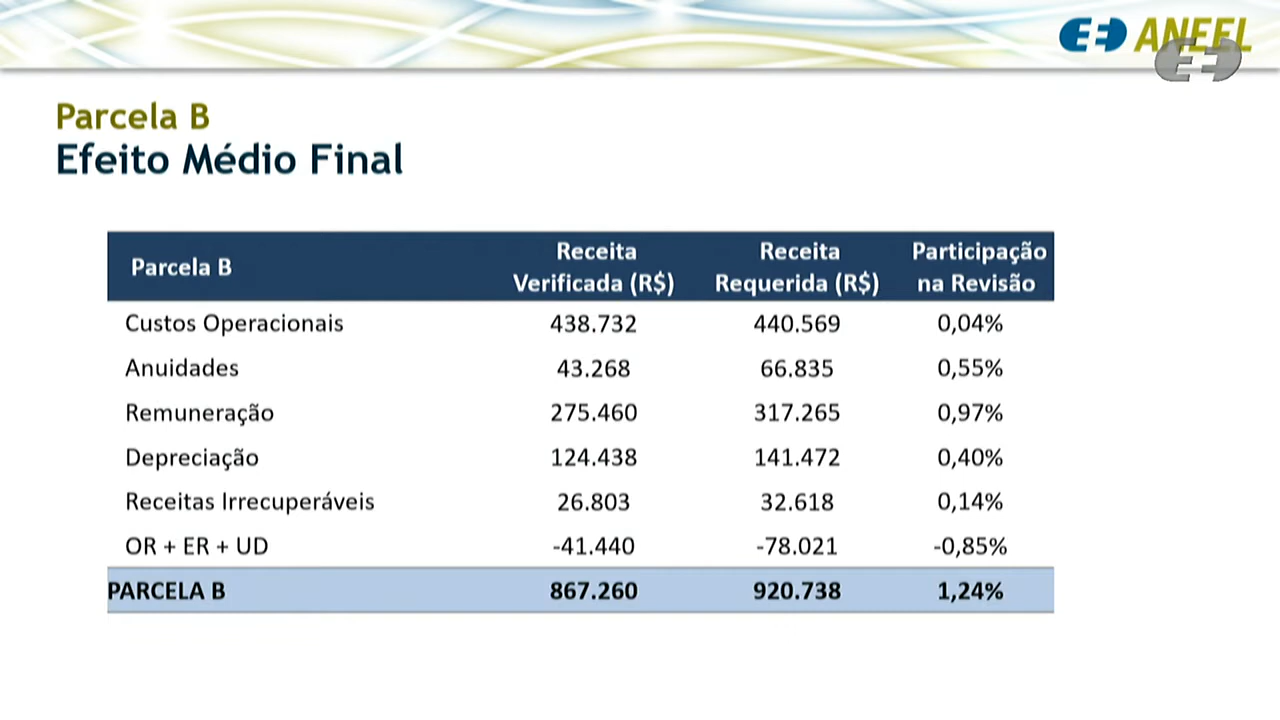 ANEEL
Parcela B
Efeito Médio Final
Parcela B Receita Verificada (R$) Receita Requerida (R$) Participação na Revisão
Custos Operacionais 438.732 440.569 0,04%
Anuidades 43.268 66.835 0,55%
Remuneração 275.460 317.265 0,97%
Depreciação 124.438 141.472 0,40%
Receitas Irrecuperáveis 26.803 32.618 0,14%
OR + ER + UD -41.440 -78.021 -0,85%
PARCELA B 867.260 920.738 1,24%